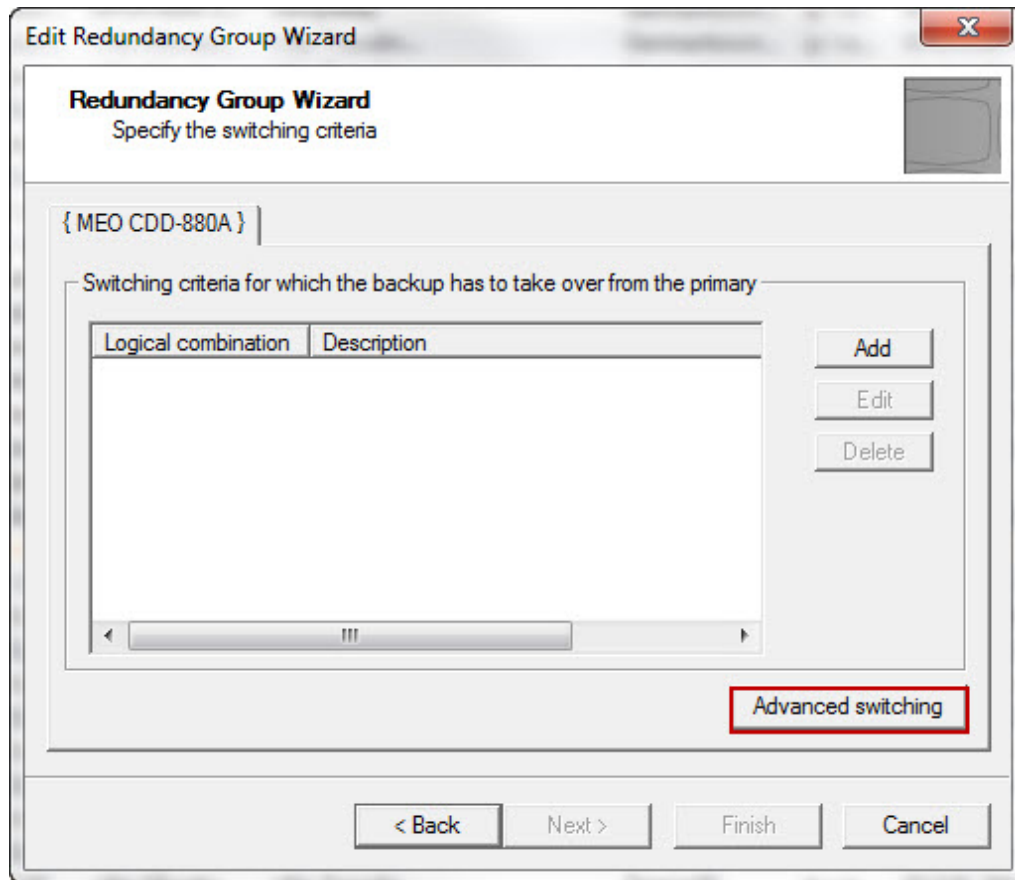 Edit Redundancy Group Wizard
Redundancy Group Wizard
Specify the switching criteria
{ MEO CDD-880A }
Switching criteria for which the backup has to take over from the primary
Logical combination Description
Add
Edit
Delete
Advanced switching
< Back Next > Finish Cancel